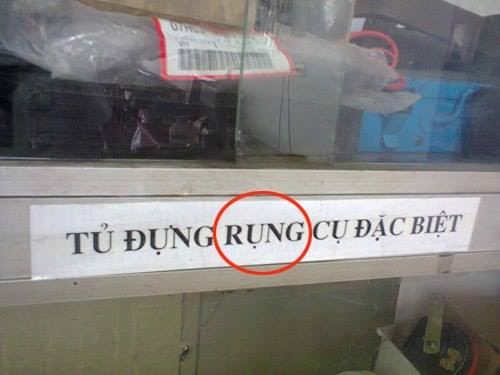 TỦ ĐỰNG RỤNG CỤ ĐẶC BIỆT